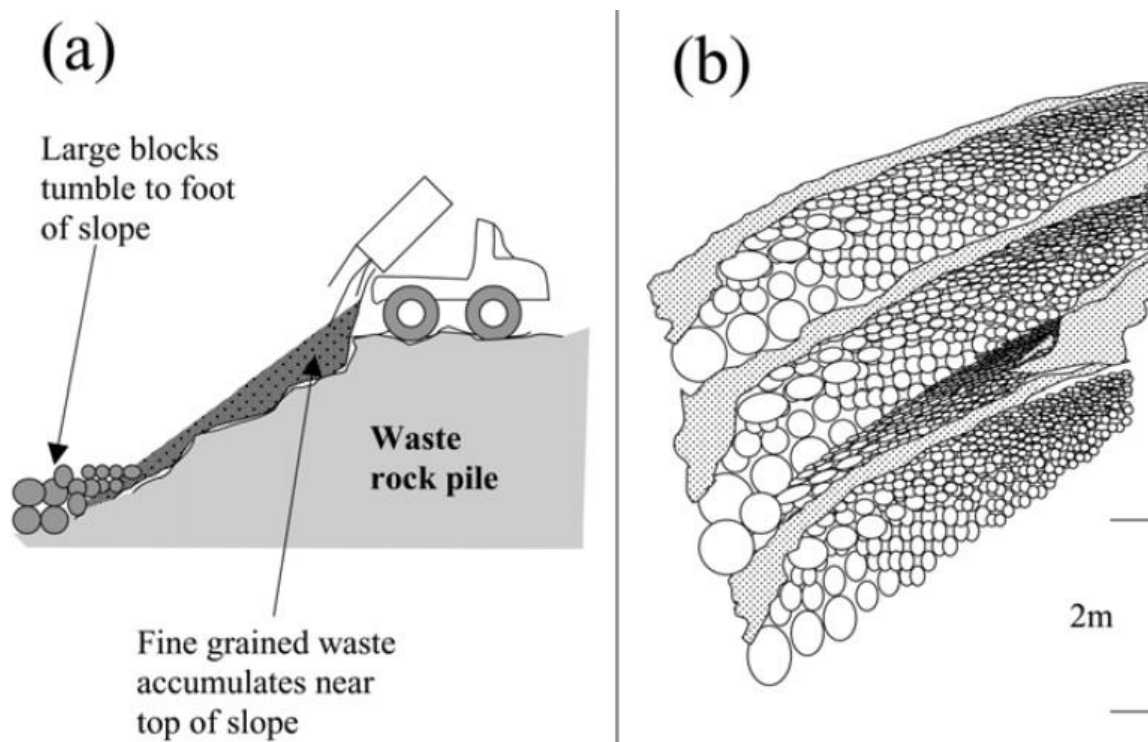 (a)
Large blocks
tumble to foot
of slope
Waste
rock pile
Fine grained waste
accumulates near
top of slope
(b)
2m